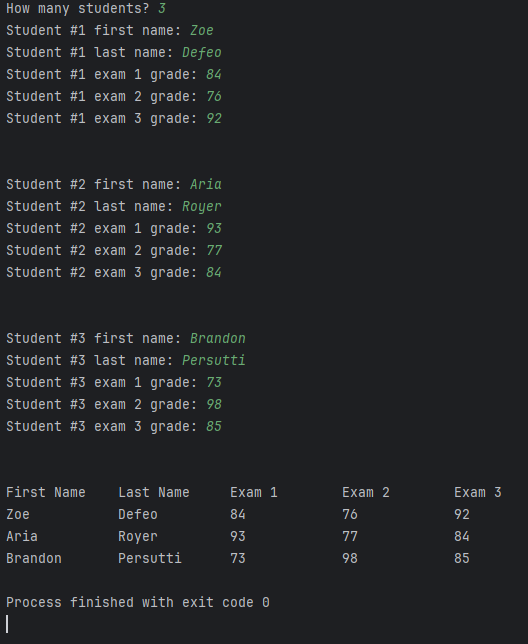 How many students? 3
Student #1 first name: Zoe
Student #1 last name: Defeo
Student #1 exam 1 grade: 84
Student #1 exam 2 grade: 76
Student #1 exam 3 grade: 92
Student #2 first name: Aria
Student #2 last name: Royer
Student #2 exam 1 grade: 93
Student #2 exam 2 grade: 77
Student #2 exam 3 grade: 84
Student #3 first name: Brandon
Student #3 last name: Persutti
Student #3 exam 1 grade: 73
Student #3 exam 2 grade: 98
Student #3 exam 3 grade: 85
First Name    Last Name     Exam 1        Exam 2        Exam 3
Zoe           Defeo         84            76            92
Aria          Royer         93            77            84
Brandon       Persutti      73            98            85
Process finished with exit code 0